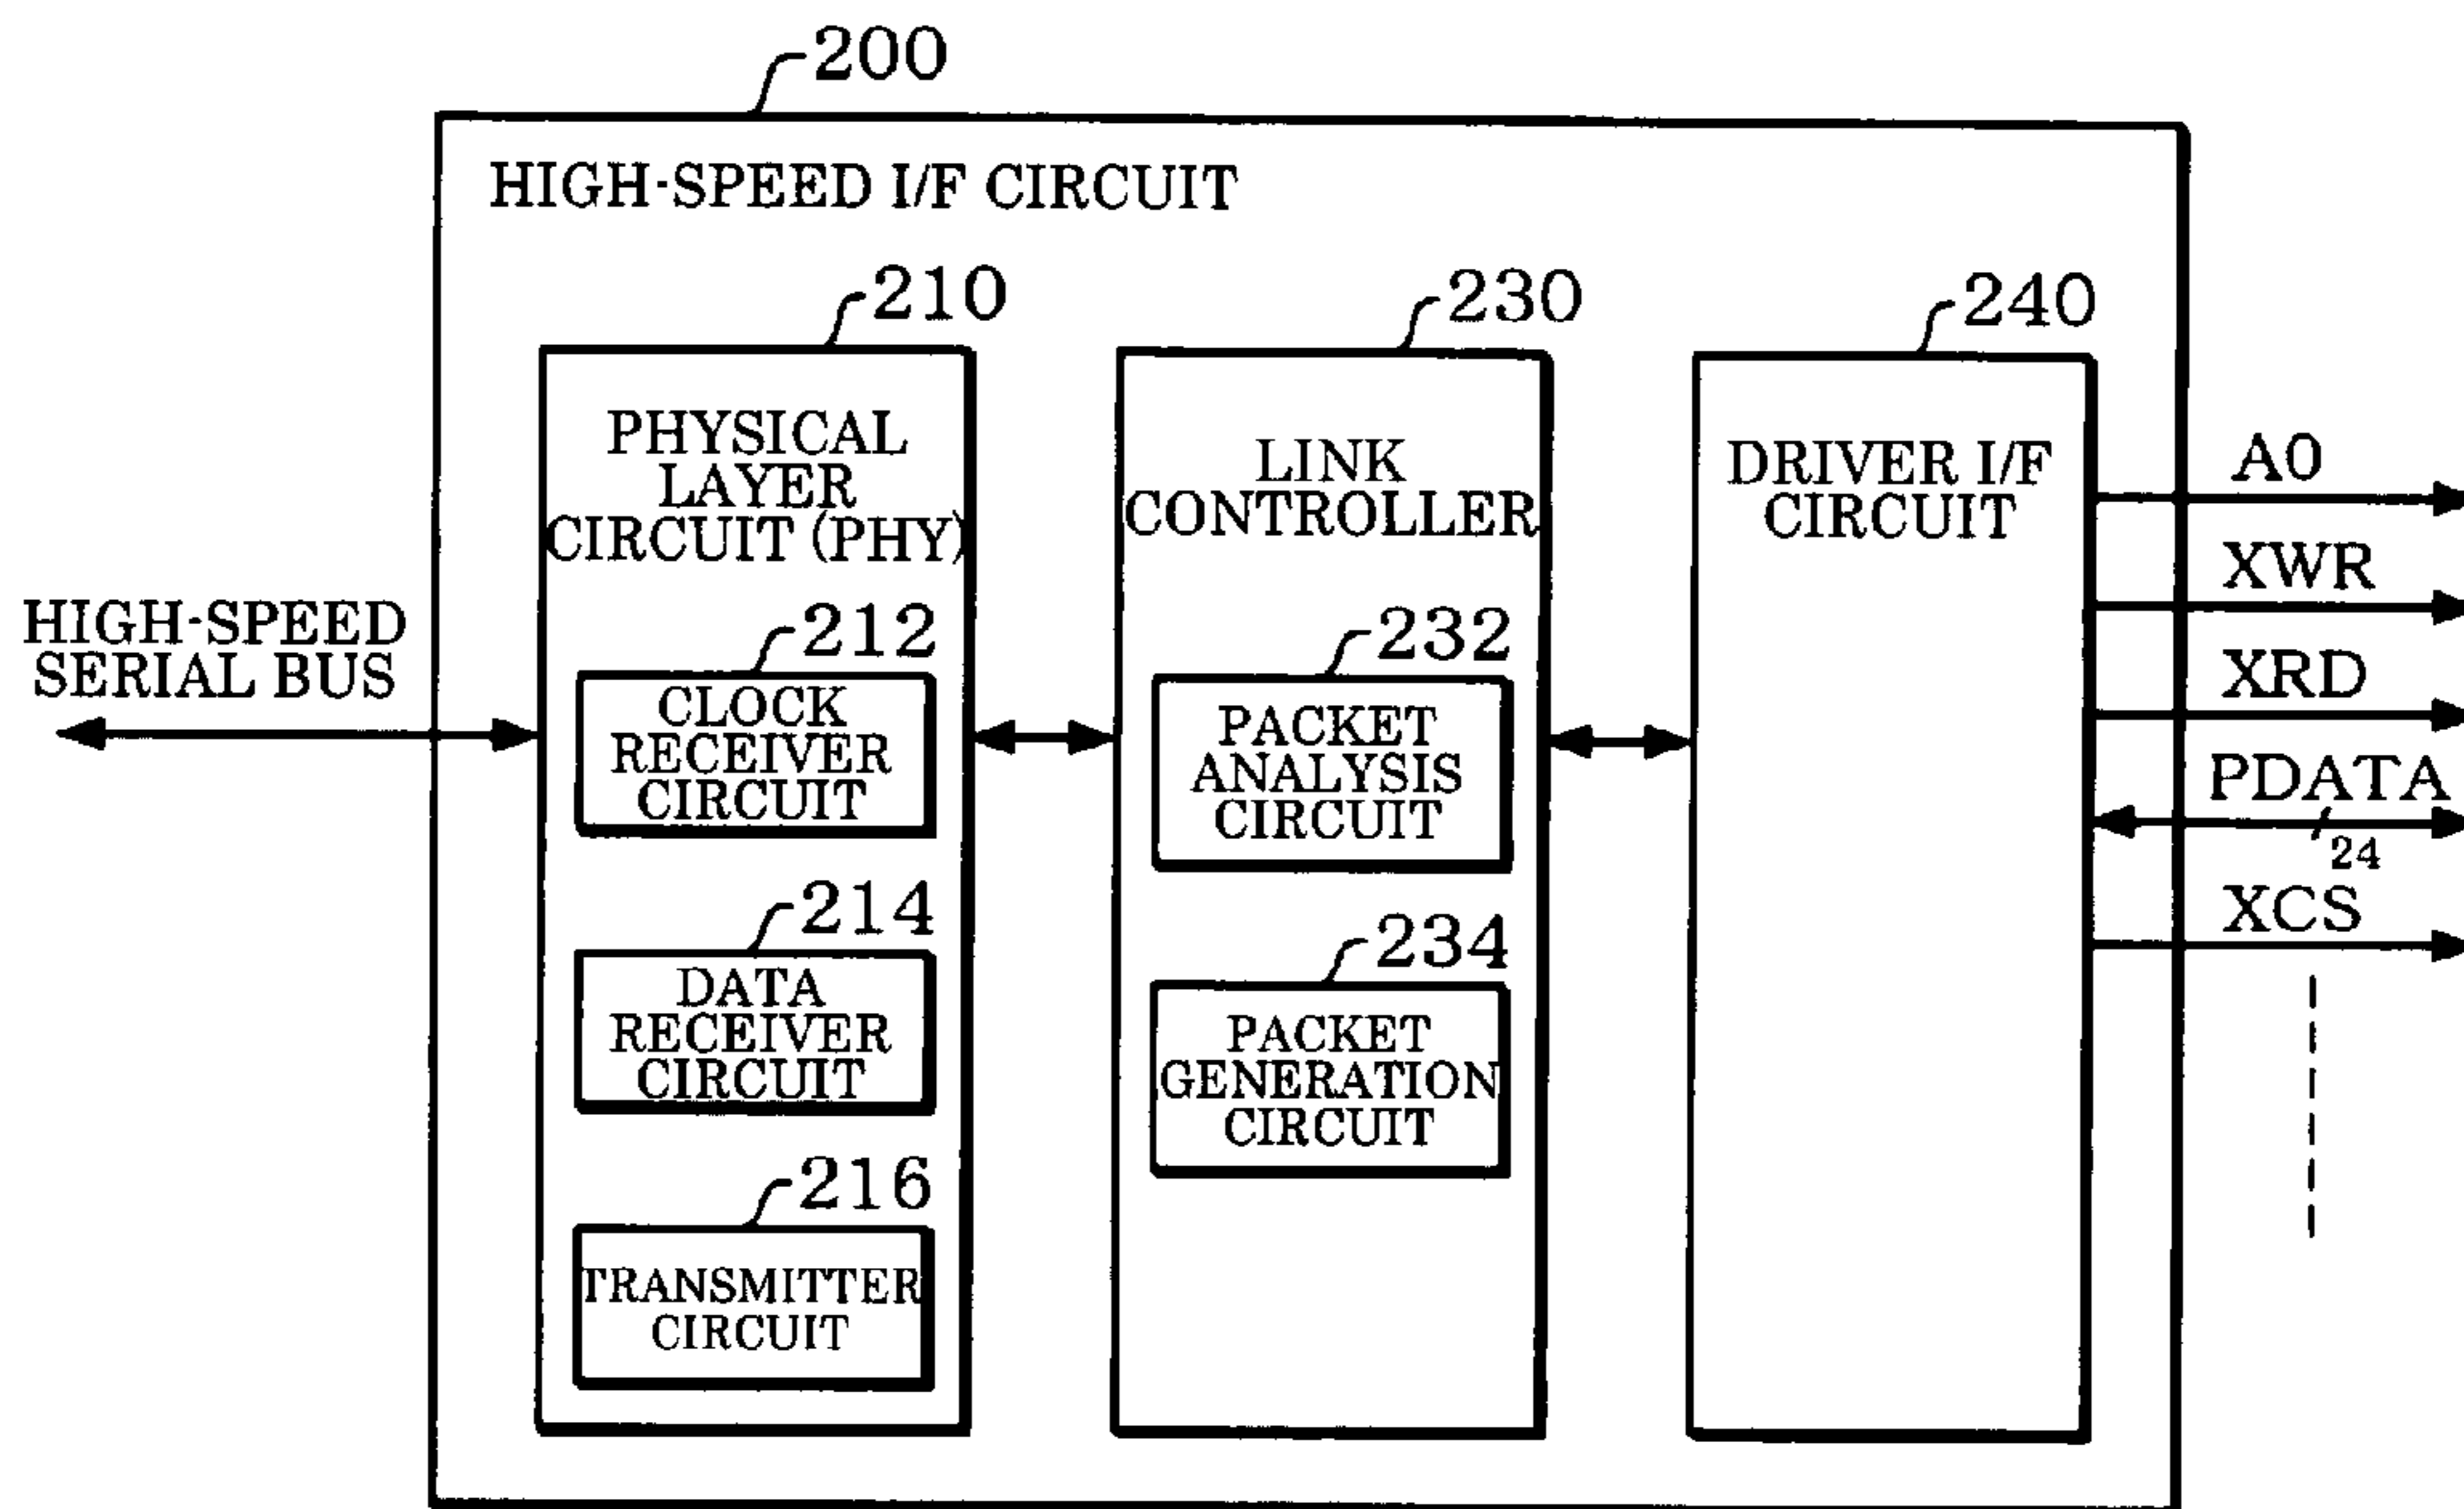 200
HIGH-SPEED I/F CIRCUIT
210
230
240
PHYSICAL
LAYER
CIRCUIT (PHY)
LINK
CONTROLLER
DRIVER I/F
CIRCUIT
HIGH-SPEED
SERIAL BUS
212
CLOCK
RECEIVER
CIRCUIT
214
DATA
RECEIVER
CIRCUIT
216
TRANSMITTER
CIRCUIT
232
PACKET
ANALYSIS
CIRCUIT
234
PACKET
GENERATION
CIRCUIT
A0
XWR
XRD
PDATA
24
XCS